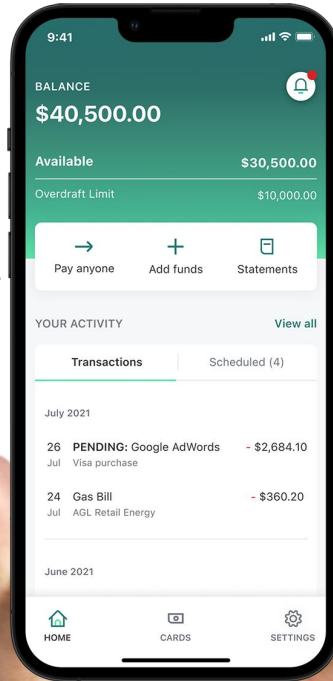 9:41
BALANCE
$40,500.00
Available $30,500.00
Overdraft Limit $10,000.00
Pay anyone Add funds Statements
YOUR ACTIVITY View all
Transactions Scheduled (4)
July 2021
26 PENDING: Google AdWords - $2,684.10
Jul Visa purchase
24 Gas Bill - $360.20
Jul AGL Retail Energy
June 2021
HOME CARDS SETTINGS